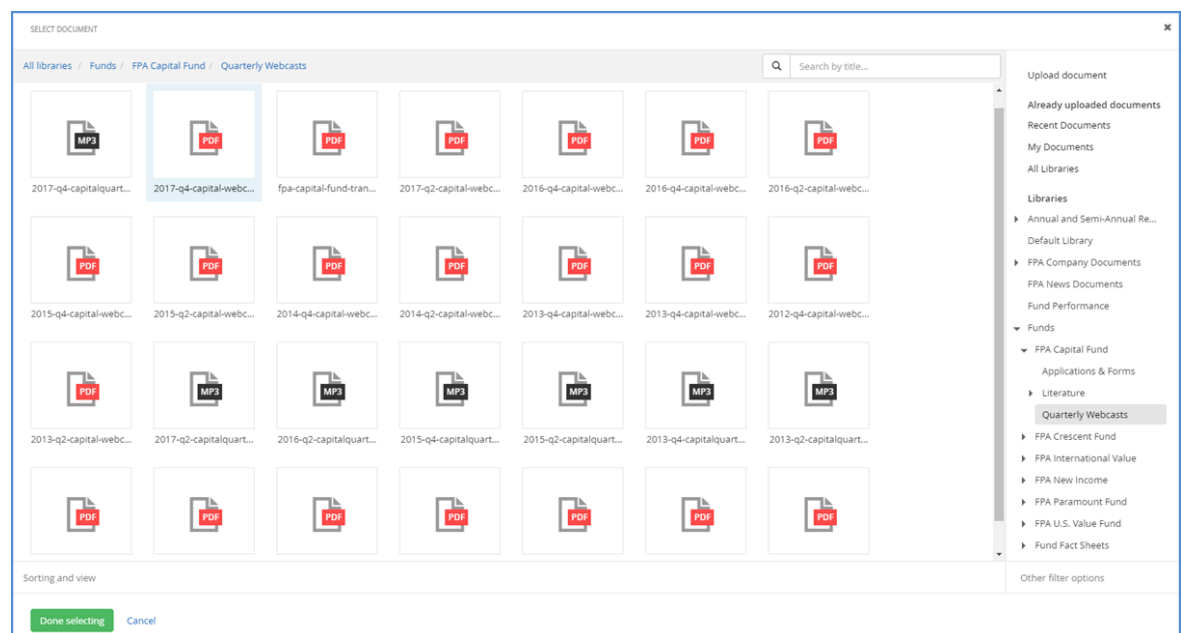 SELECT DOCUMENT
All libraries / Funds / FPA Capital Fund / Quarterly Webcasts
Search by title...
MP3 PDF PDF PDF PDF PDF PDF
2017-q4-capitalquart... 2017-q4-capital-webc... fpa-capital-fund-tran... 2017-q2-capital-webc... 2016-q4-capital-webc... 2016-q4-capital-webc... 2016-q2-capital-webc...
PDF PDF PDF PDF PDF PDF PDF
2015-q4-capital-webc... 2015-q2-capital-webc... 2014-q4-capital-webc... 2014-q2-capital-webc... 2013-q4-capital-webc... 2013-q4-capital-webc... 2012-q4-capital-webc...
PDF MP3 MP3 MP3 MP3 MP3 MP3
2013-q2-capital-webc... 2017-q2-capitalquart... 2016-q2-capitalquart... 2015-q4-capitalquart... 2015-q2-capitalquart... 2013-q4-capitalquart... 2013-q2-capitalquart...
PDF PDF PDF PDF PDF PDF PDF
Sorting and view
Done selecting Cancel
Upload document
Already uploaded documents
Recent Documents
My Documents
All Libraries
Libraries
Annual and Semi-Annual Re...
Default Library
FPA Company Documents
FPA News Documents
Fund Performance
Funds
FPA Capital Fund
Applications & Forms
Literature
Quarterly Webcasts
FPA Crescent Fund
FPA International Value
FPA New Income
FPA Paramount Fund
FPA U.S. Value Fund
Fund Fact Sheets
Other filter options